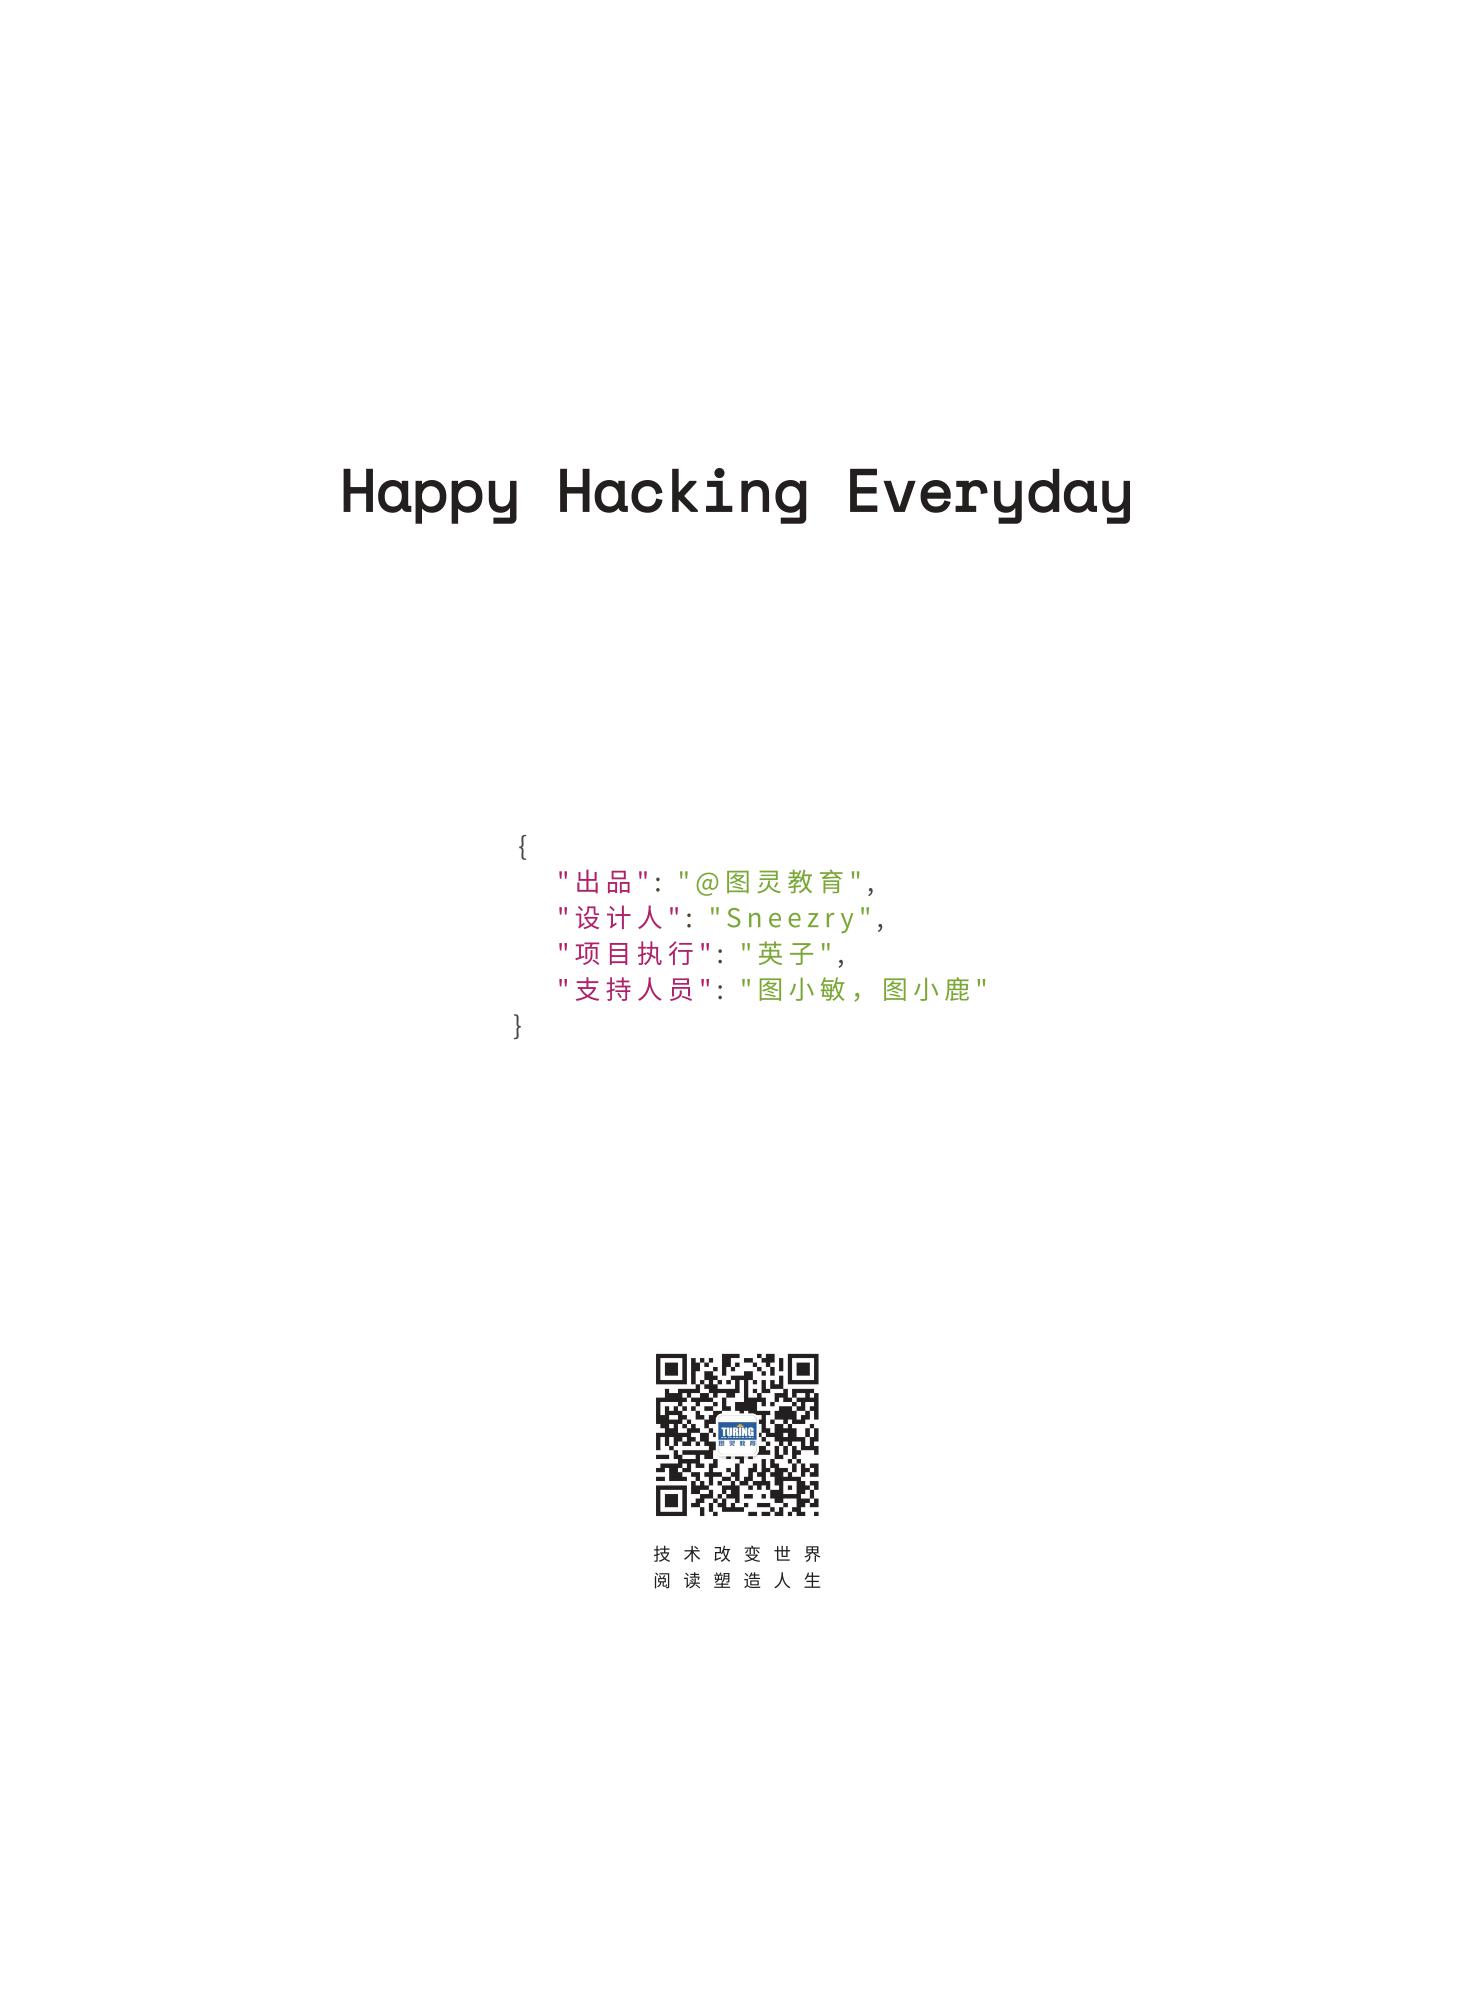 Happy Hacking Everyday
{
"出品": "@图灵教育",
"设计人": "Sneezry",
"项目执行": "英子",
"支持人员": "图小敏，图小鹿"
}
TURING
图灵教育
技术改变世界
阅读塑造人生